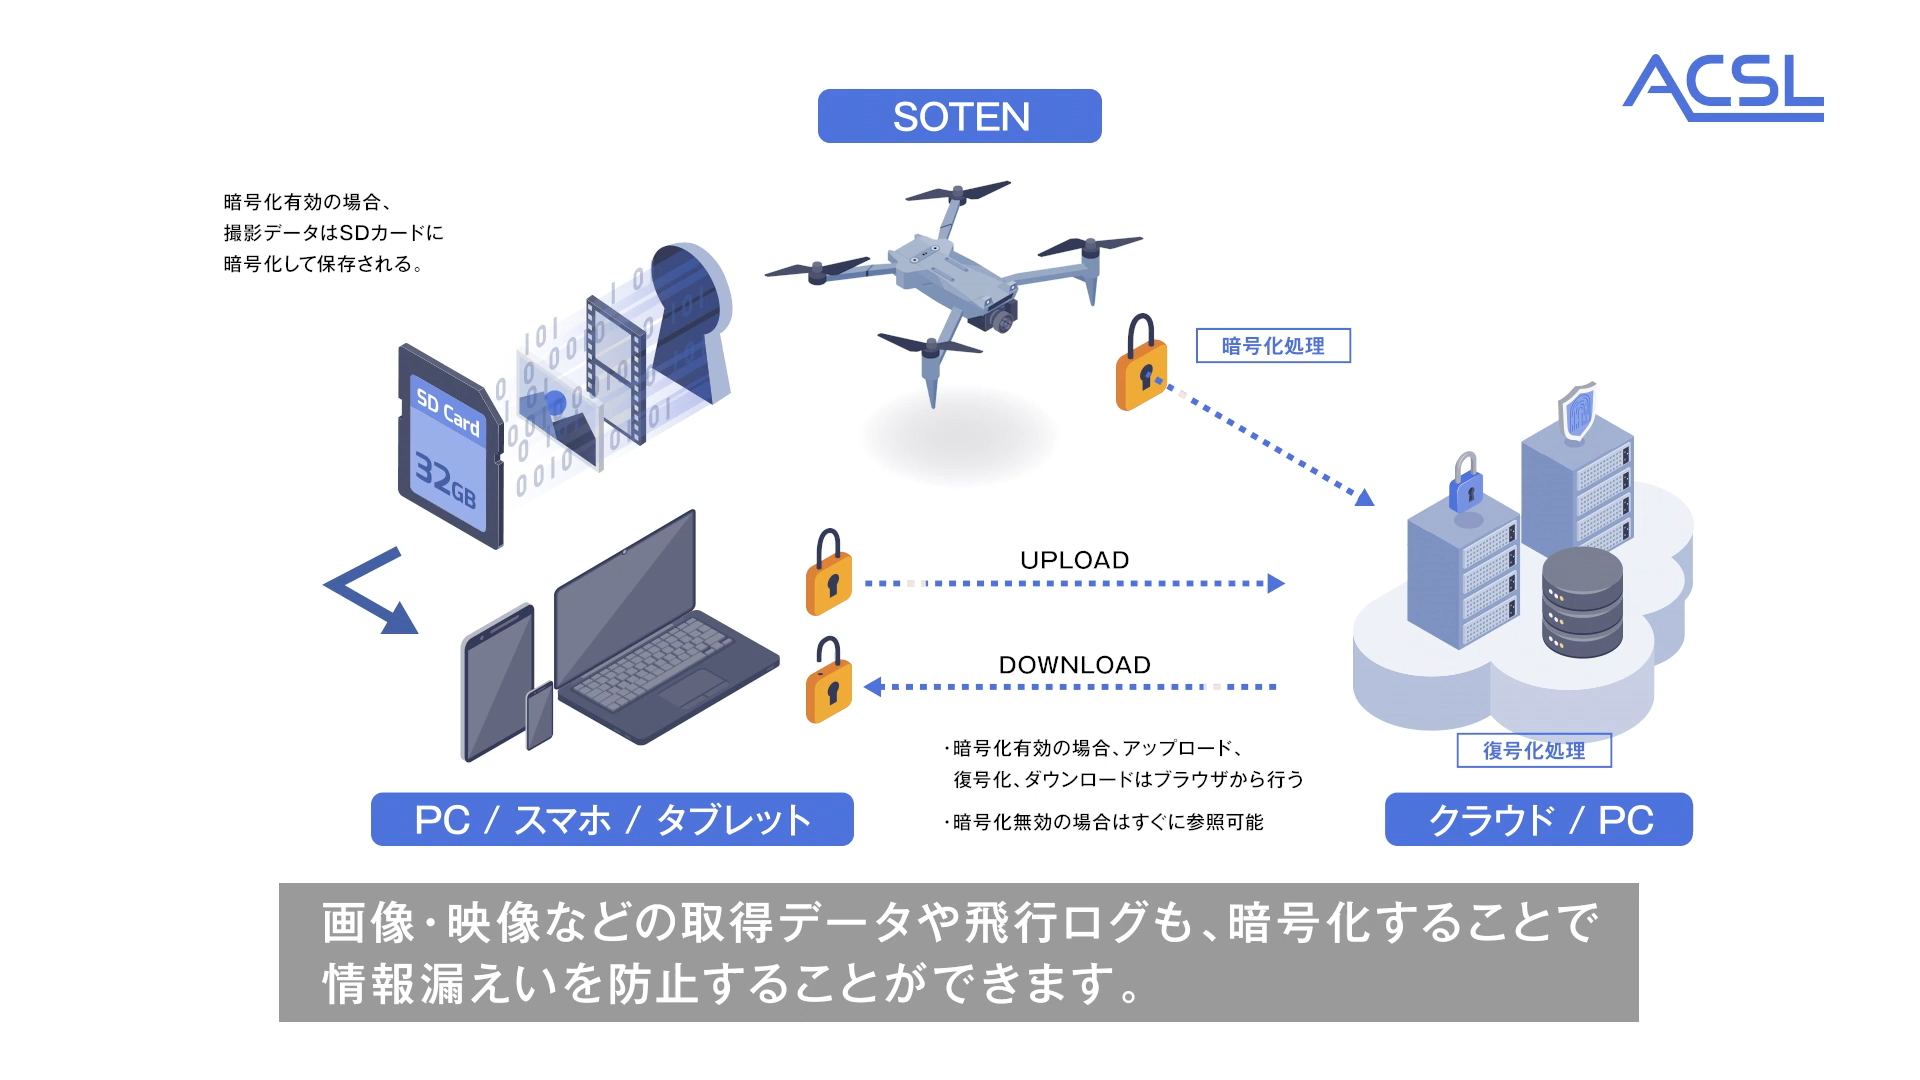 ACSL
SOTEN
暗号化有効の場合、
撮影データはSDカードに
暗号化して保存される。
暗号化処理
SD Card
32GB
UPLOAD
DOWNLOAD
・暗号化有効の場合、アップロード、
復号化、ダウンロードはブラウザから行う
・暗号化無効の場合はすぐに参照可能
復号化処理
PC / スマホ / タブレット
クラウド / PC
画像・映像などの取得データや飛行ログも、暗号化することで
情報漏えいを防止することができます。